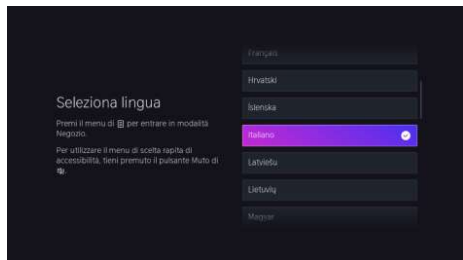 Seleziona lingua
Premi il menu di per entrare in modalità
Negozio.
Per utilizzare il menu di scelta rapita di
accessibilità, tieni premuto il pulsante Muto di
.
Français
Hrvatski
Íslenska
Italiano
Latviešu
Lietuvių
Magyar